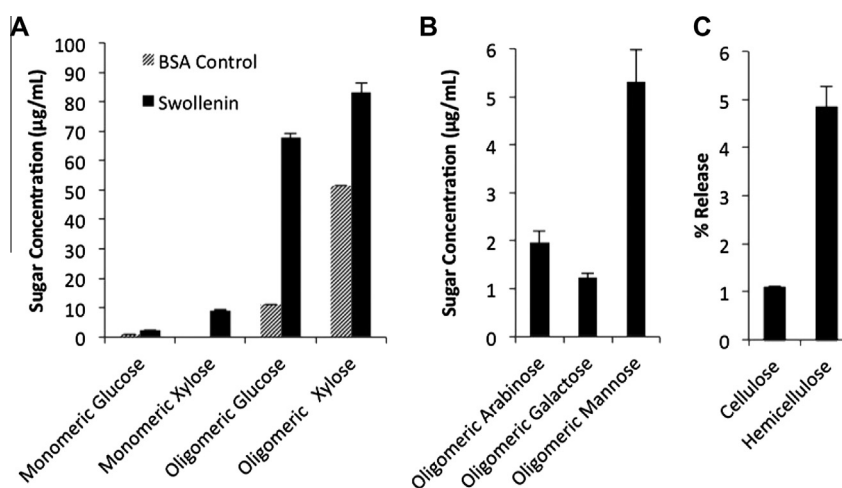 A
Sugar Concentration (µg/mL)
100
90
80
70
60
50
40
30
20
10
0
BSA Control
Swollenin
Monomeric Glucose
Monomeric Xylose
Oligomeric Glucose
Oligomeric Xylose
B
Sugar Concentration (µg/mL)
6
5
4
3
2
1
0
Oligomeric Arabinose
Oligomeric Galactose
Oligomeric Mannose
C
% Release
6
5
4
3
2
1
0
Cellulose
Hemicellulose